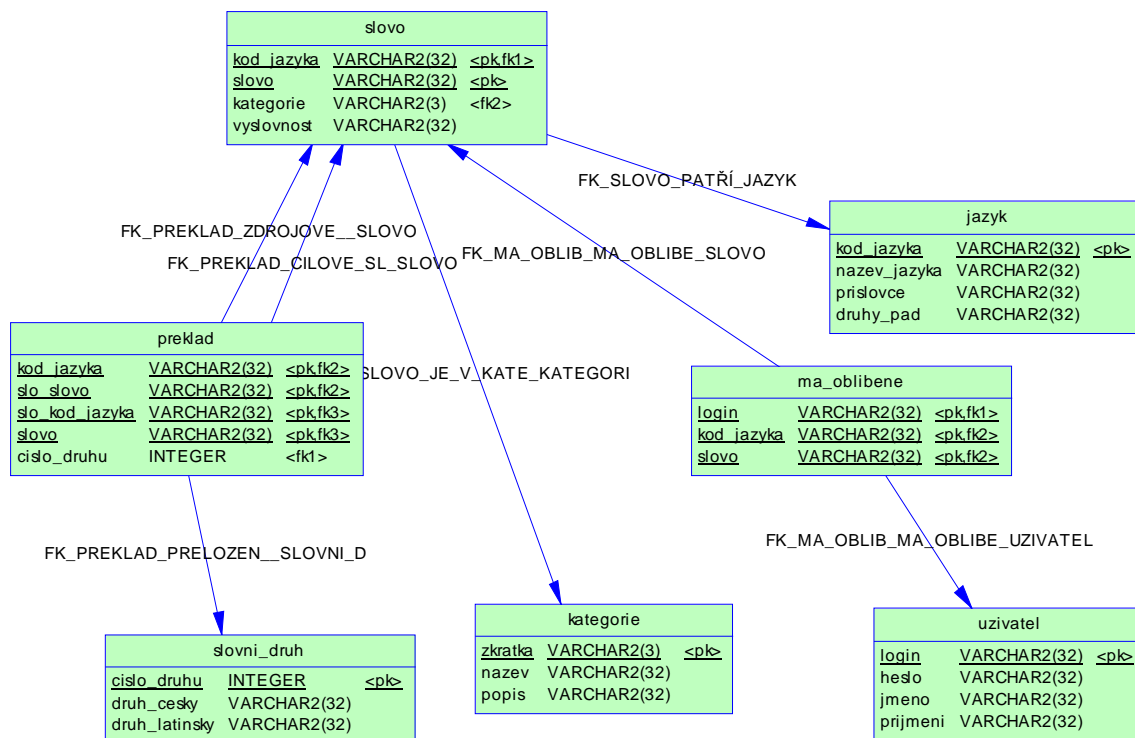 slovo
kod_jazyka VARCHAR2(32) <pk,fk1>
slovo VARCHAR2(32) <pk>
kategorie VARCHAR2(3) <fk2>
vyslovnost VARCHAR2(32)
FK_SLOVO_PATŘÍ_JAZYK
jazyk
kod_jazyka VARCHAR2(32) <pk>
nazev_jazyka VARCHAR2(32)
prislovce VARCHAR2(32)
druhy_pad VARCHAR2(32)
FK_PREKLAD_ZDROJOVE__SLOVO
FK_PREKLAD_CILOVE_SL_SLOVO
FK_MA_OBLIB_MA_OBLIBE_SLOVO
preklad
kod_jazyka VARCHAR2(32) <pk,fk2>
slo_slovo VARCHAR2(32) <pk,fk2>
slo_kod_jazyka VARCHAR2(32) <pk,fk3>
slovo VARCHAR2(32) <pk,fk3>
cislo_druhu INTEGER <fk1>
SLOVO_JE_V_KATE_KATEGORI
ma_oblibene
login VARCHAR2(32) <pk,fk1>
kod_jazyka VARCHAR2(32) <pk,fk2>
slovo VARCHAR2(32) <pk,fk2>
FK_PREKLAD_PRELOZEN__SLOVNI_D
FK_MA_OBLIB_MA_OBLIBE_UZIVATEL
slovni_druh
cislo_druhu INTEGER <pk>
druh_cesky VARCHAR2(32)
druh_latinsky VARCHAR2(32)
kategorie
zkratka VARCHAR2(3) <pk>
nazev VARCHAR2(32)
popis VARCHAR2(32)
uzivatel
login VARCHAR2(32) <pk>
heslo VARCHAR2(32)
jmeno VARCHAR2(32)
prijmeni VARCHAR2(32)